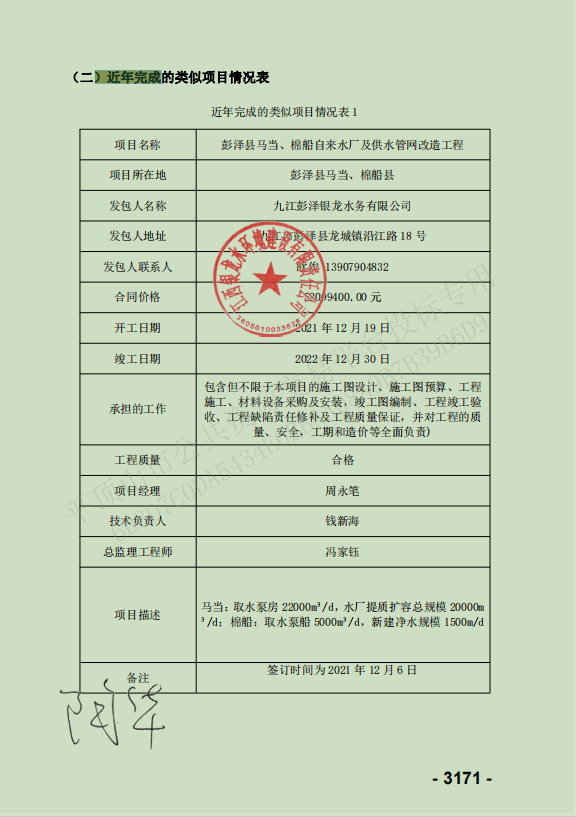 （二）近年完成的类似项目情况表
近年完成的类似项目情况表 1
项目名称 彭泽县马当、棉船自来水厂及供水管网改造工程
项目所在地 彭泽县马当、棉船县
发包人名称 九江彭泽银龙水务有限公司
发包人地址 九江市彭泽县龙城镇沿江路 18 号
发包人联系人 13907904832
合同价格 099400.00 元
开工日期 2021 年 12 月 19 日
竣工日期 2022 年 12 月 30 日
承担的工作 包含但不限于本项目的施工图设计、施工图预算、工程
施工、材料设备采购及安装，竣工图编制、工程竣工验
收、工程缺陷责任修补及工程质量保证，并对工程的质
量、安全，工期和造价等全面负责)
工程质量 合格
项目经理 周永笔
技术负责人 钱新海
总监理工程师 冯家钰
项目描述 马当：取水泵房 22000m³/d，水厂提质扩容总规模 20000m
³/d；棉船：取水泵船 5000m³/d，新建净水规模 1500m/d
备注 签订时间为 2021 年 12 月 6 日
- 3171 -